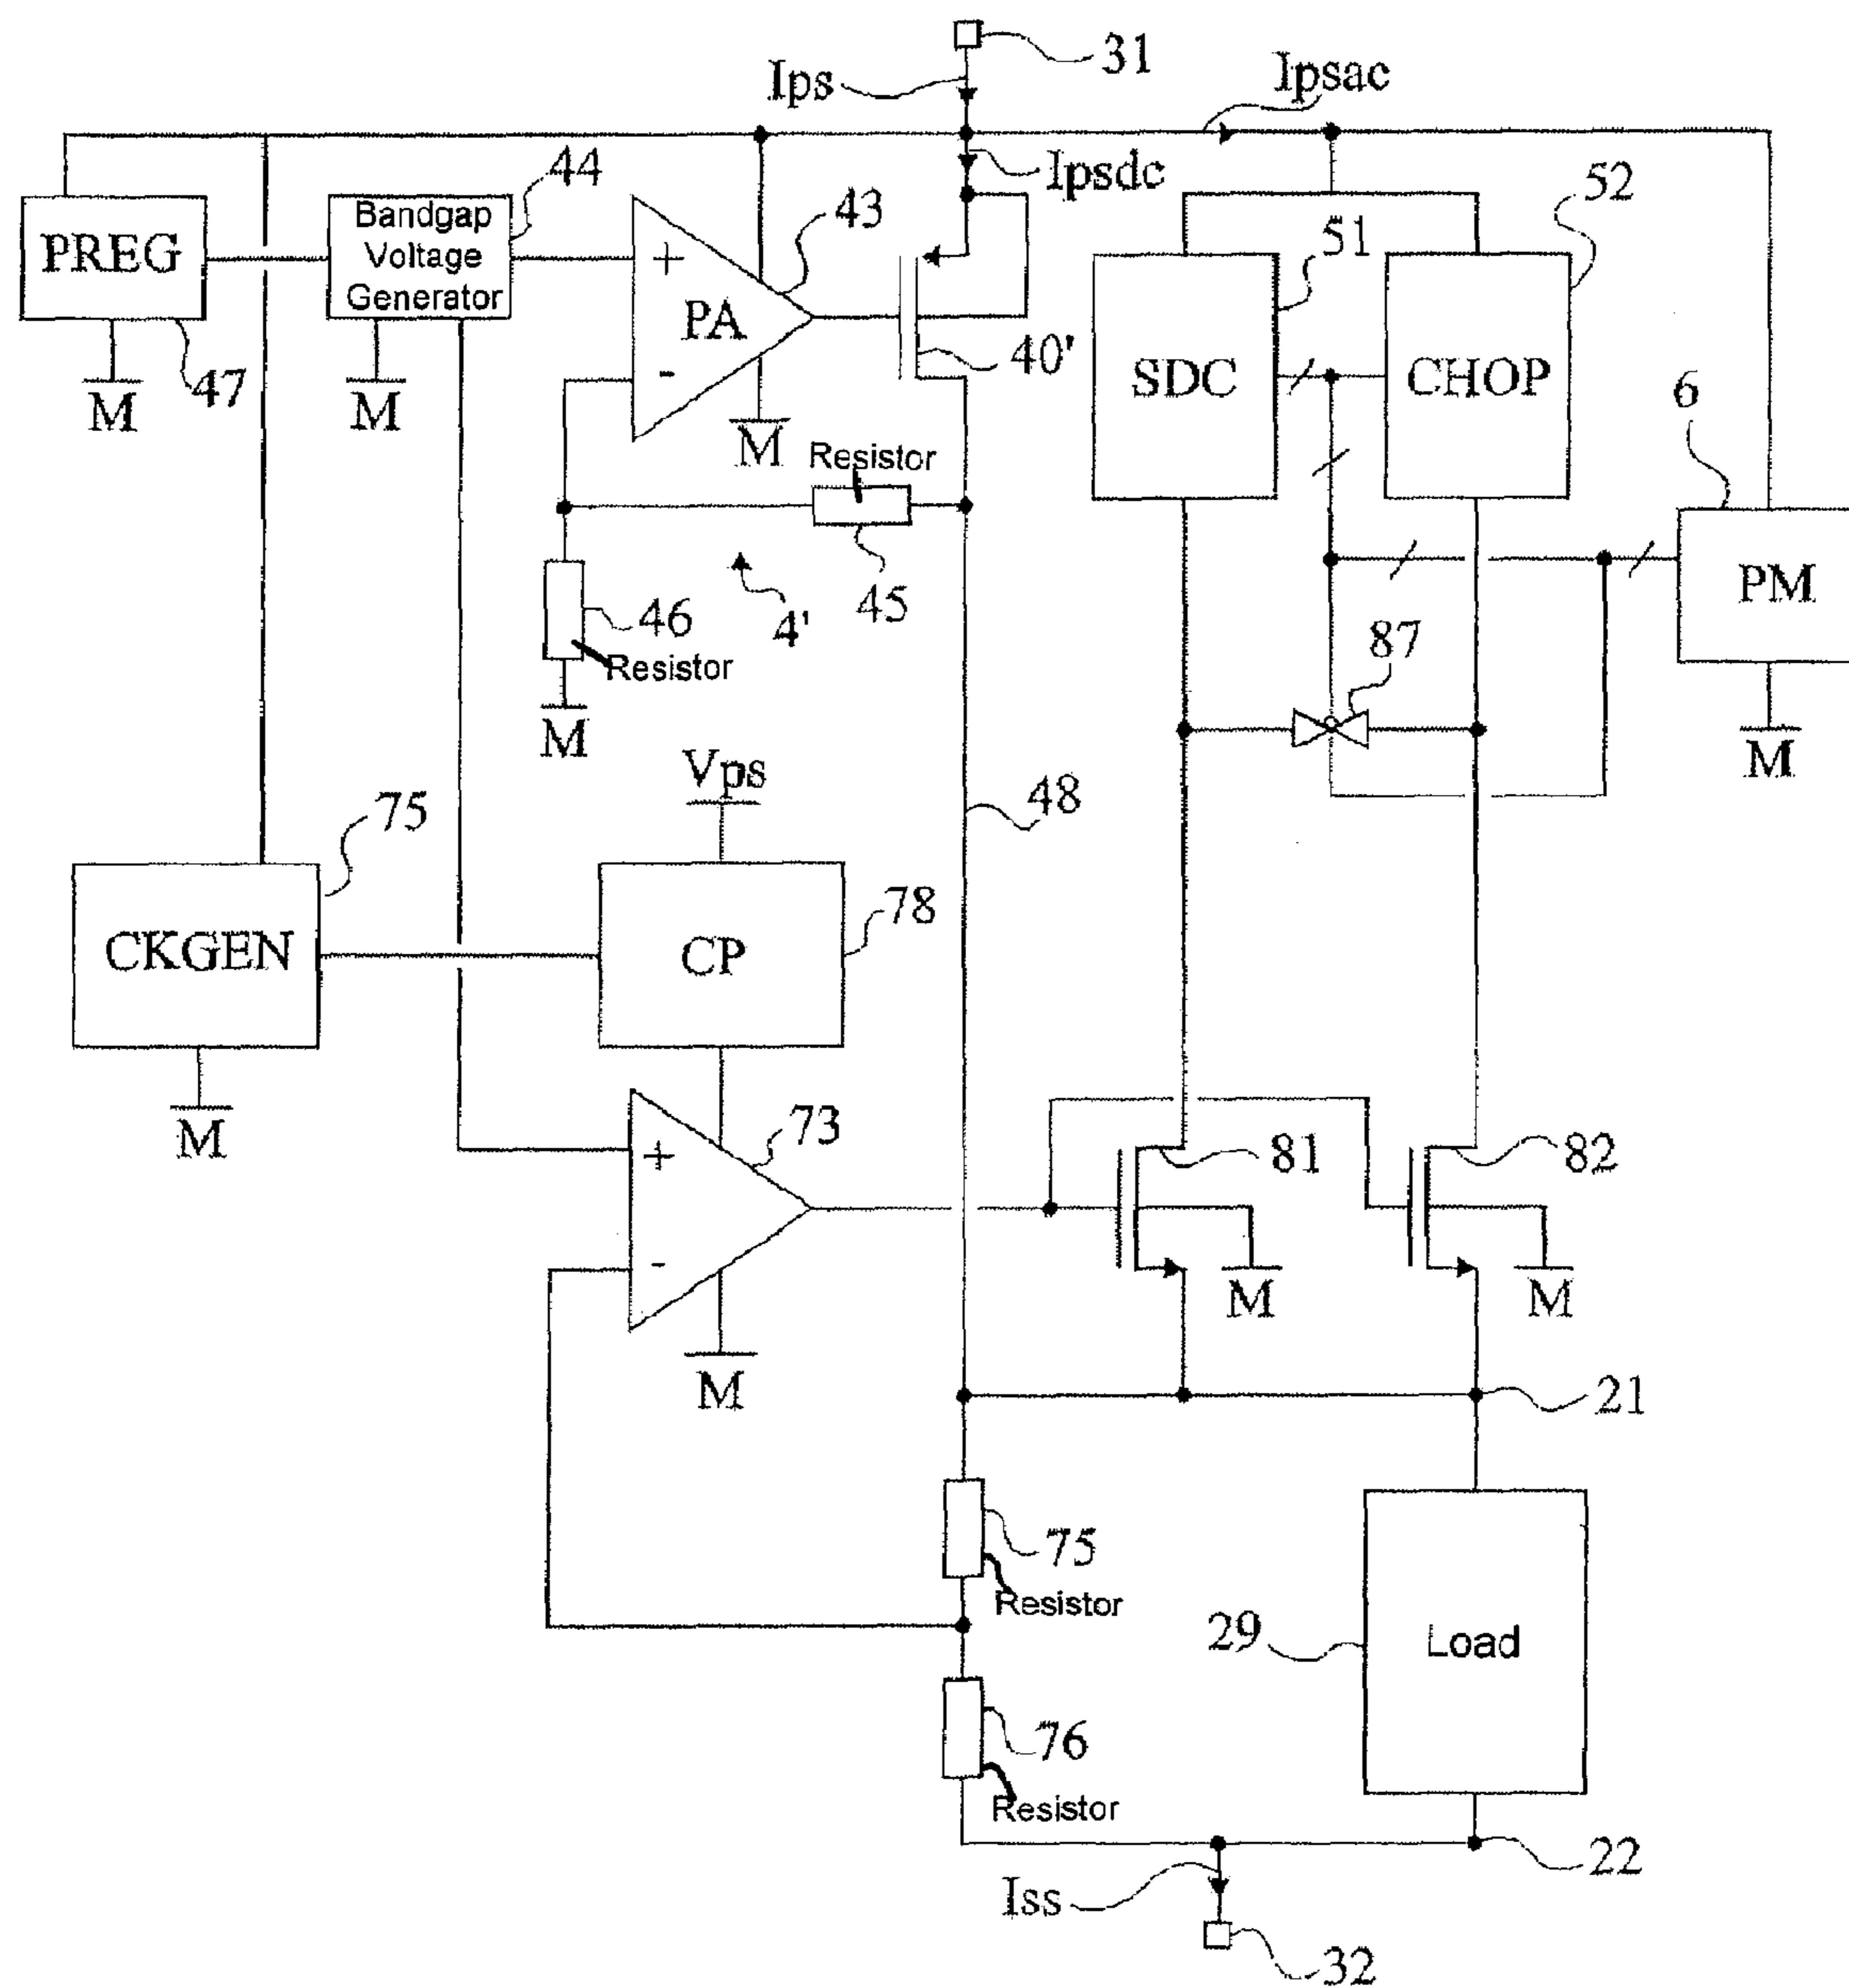 31
Ips
Ipsac
Ipsdc
44
43
52
51
PREG
Bandgap
Voltage
Generator
+
PA
-
40'
SDC
CHOP
6
47
M
M
M
Resistor
45
4'
46
Resistor
M
PM
87
M
Vps
48
75
CKGEN
CP
78
M
73
+
-
81
82
M
M
M
21
75
Resistor
29
Load
76
Resistor
22
Iss
32